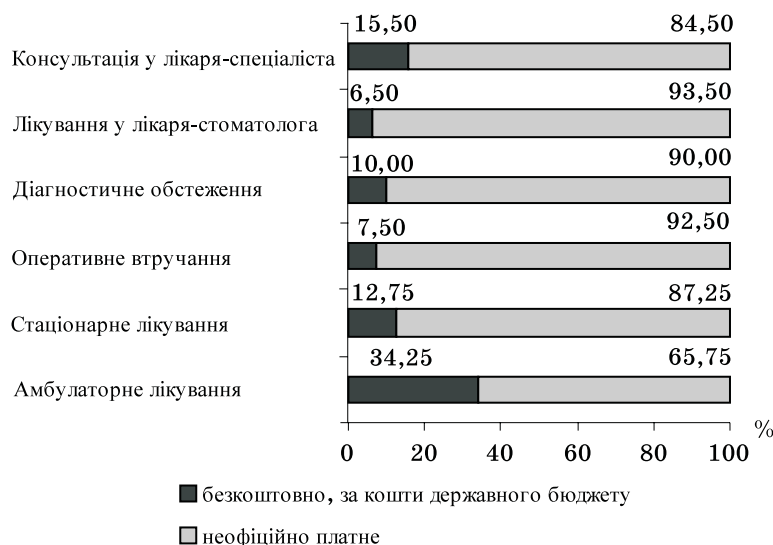 15,50 84,50
Консультація у лікаря-спеціаліста
6,50 93,50
Лікування у лікаря-стоматолога
10,00 90,00
Діагностичне обстеження
7,50 92,50
Оперативне втручання
12,75 87,25
Стаціонарне лікування
34,25 65,75
Амбулаторне лікування
%
0 20 40 60 80 100
безкоштовно, за кошти державного бюджету
неофіційно платне